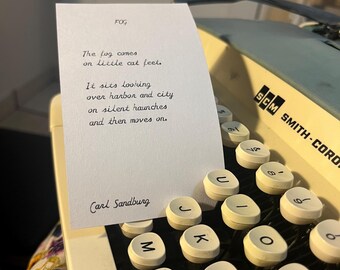 FOG
The fog comes
on little cat feet.
It sits looking
over harbor and city
on silent haunches
and then moves on.
Carl Sandburg
SCM
SMITH-CORO
U
I
J
K
O
M